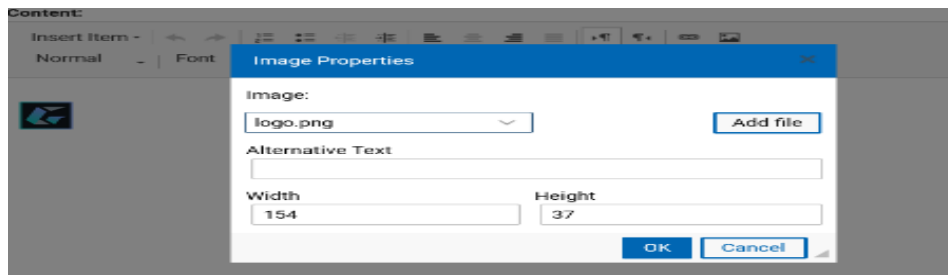 Content:
Insert Item
Normal Font
Image Properties
Image:
logo.png
Add file
Alternative Text
Width Height
154 37
OK Cancel